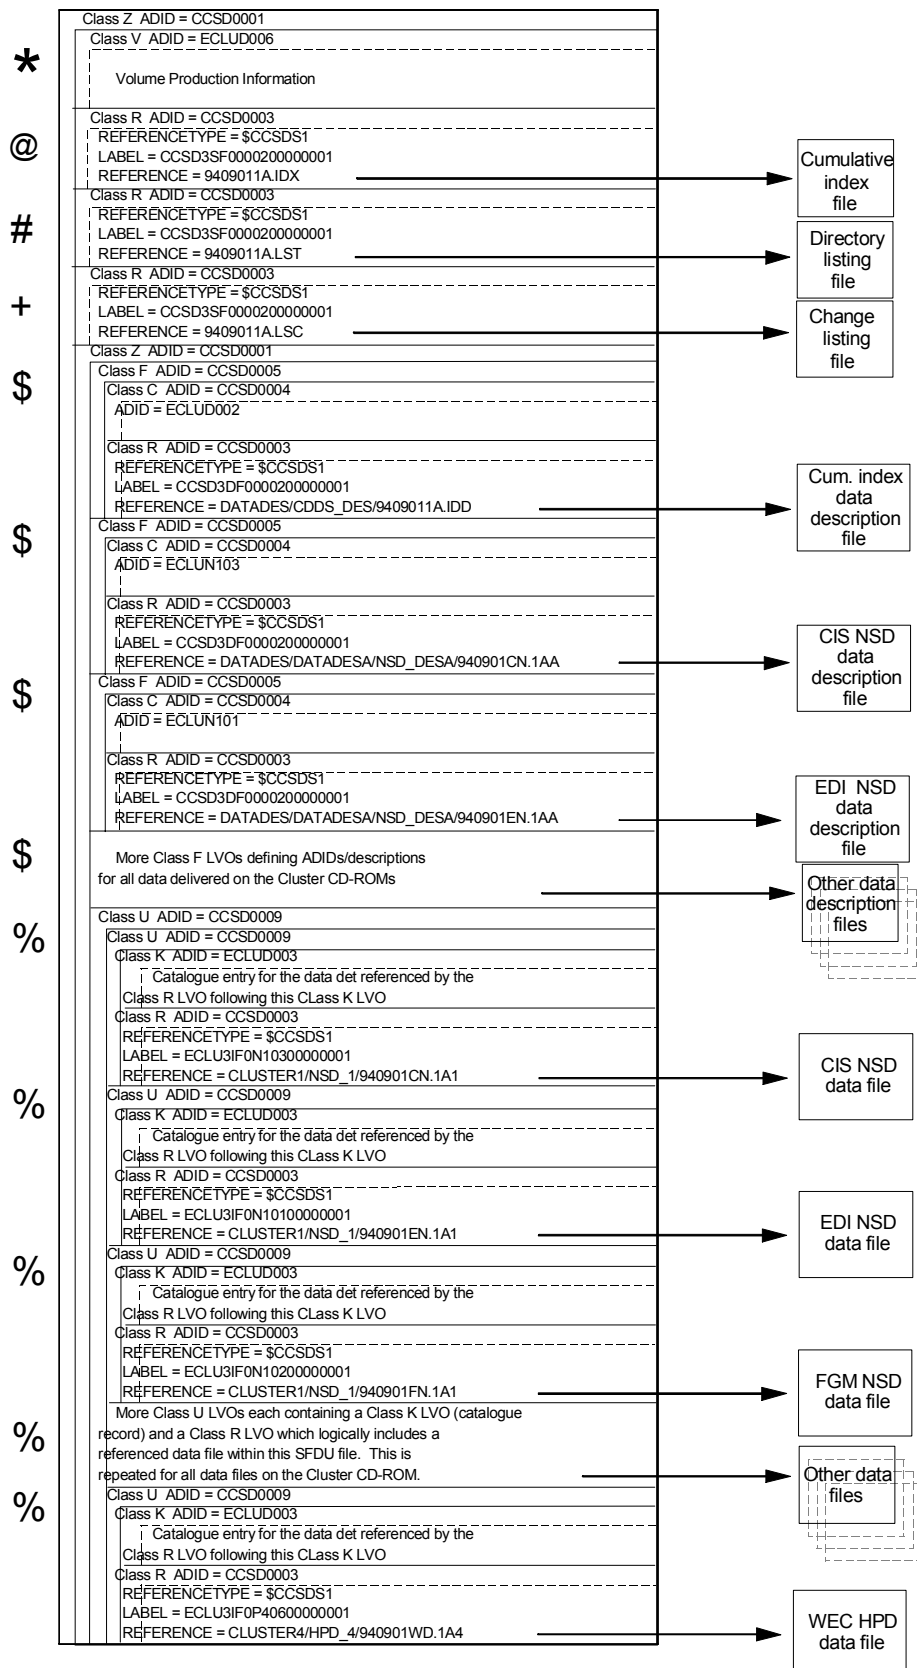 Class Z ADID = CCSD0001
Class V ADID = ECLUD006
*
Volume Production Information
Class R ADID = CCSD0003
@
REFERENCETYPE = $CCSDS1
LABEL = CCSD3SF0000200000001
REFERENCE = 9409011A.IDX
Cumulative
index
file
Class R ADID = CCSD0003
#
REFERENCETYPE = $CCSDS1
LABEL = CCSD3SF0000200000001
REFERENCE = 9409011A.LST
Directory
listing
file
Class R ADID = CCSD0003
+
REFERENCETYPE = $CCSDS1
LABEL = CCSD3SF0000200000001
REFERENCE = 9409011A.LSC
Change
listing
file
Class Z ADID = CCSD0001
$
Class F ADID = CCSD0005
Class C ADID = CCSD0004
ADID = ECLUD002
Class R ADID = CCSD0003
REFERENCETYPE = $CCSDS1
LABEL = CCSD3DF0000200000001
REFERENCE = DATADES/CDDS_DES/9409011A.IDD
Cum. index
data
description
file
$
Class F ADID = CCSD0005
Class C ADID = CCSD0004
ADID = ECLUN103
Class R ADID = CCSD0003
REFERENCETYPE = $CCSDS1
LABEL = CCSD3DF0000200000001
REFERENCE = DATADES/DATADESA/NSD_DESA/940901CN.1AA
CIS NSD
data
description
file
$
Class F ADID = CCSD0005
Class C ADID = CCSD0004
ADID = ECLUN101
Class R ADID = CCSD0003
REFERENCETYPE = $CCSDS1
LABEL = CCSD3DF0000200000001
REFERENCE = DATADES/DATADESA/NSD_DESA/940901EN.1AA
EDI NSD
data
description
file
$
More Class F LVOs defining ADIDs/descriptions
for all data delivered on the Cluster CD-ROMs
Other data
description
files
Class U ADID = CCSD0009
%
Class U ADID = CCSD0009
Class K ADID = ECLUD003
Catalogue entry for the data det referenced by the
Class R LVO following this CLass K LVO
Class R ADID = CCSD0003
REFERENCETYPE = $CCSDS1
LABEL = ECLU3IF0N10300000001
REFERENCE = CLUSTER1/NSD_1/940901CN.1A1
CIS NSD
data file
%
Class U ADID = CCSD0009
Class K ADID = ECLUD003
Catalogue entry for the data det referenced by the
Class R LVO following this CLass K LVO
Class R ADID = CCSD0003
REFERENCETYPE = $CCSDS1
LABEL = ECLU3IF0N10100000001
REFERENCE = CLUSTER1/NSD_1/940901EN.1A1
EDI NSD
data file
%
Class U ADID = CCSD0009
Class K ADID = ECLUD003
Catalogue entry for the data det referenced by the
Class R LVO following this CLass K LVO
Class R ADID = CCSD0003
REFERENCETYPE = $CCSDS1
LABEL = ECLU3IF0N10200000001
REFERENCE = CLUSTER1/NSD_1/940901FN.1A1
FGM NSD
data file
%
More Class U LVOs each containing a Class K LVO (catalogue
record) and a Class R LVO which logically includes a
referenced data file within this SFDU file. This is
repeated for all data files on the Cluster CD-ROM.
Other data
files
%
Class U ADID = CCSD0009
Class K ADID = ECLUD003
Catalogue entry for the data det referenced by the
Class R LVO following this CLass K LVO
Class R ADID = CCSD0003
REFERENCETYPE = $CCSDS1
LABEL = ECLU3IF0P40600000001
REFERENCE = CLUSTER4/HPD_4/940901WD.1A4
WEC HPD
data file